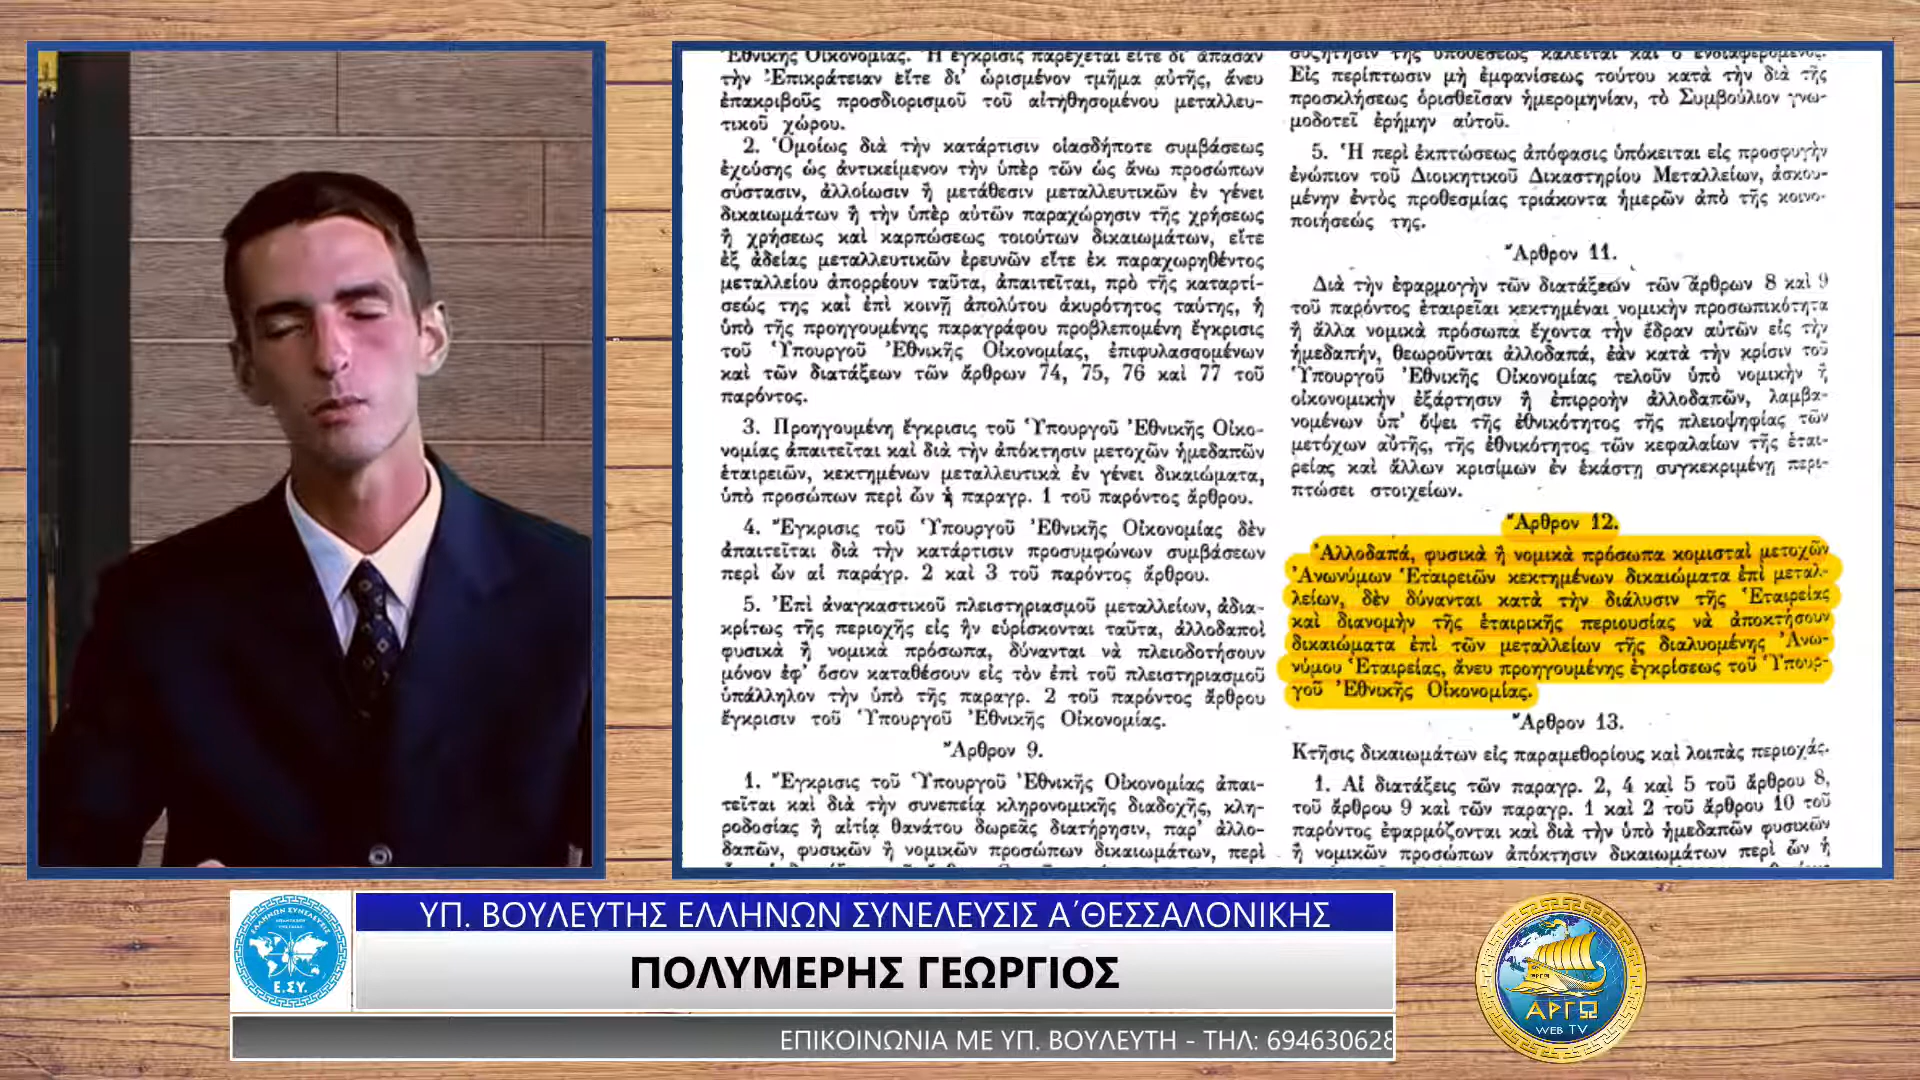 Ἐθνικῆς Οἰκονομίας. Ἡ ἔγκρισις παρέχεται εἴτε δι' ἅπασαν
τὴν Ἐπικράτειαν εἴτε δι' ὡρισμένον τμῆμα αὐτῆς, ἄνευ
ἐπακριβοῦς προσδιορισμοῦ τοῦ αἰτηθησομένου μεταλλευ-
τικοῦ χώρου.
2. Ὁμοίως διὰ τὴν κατάρτισιν οἱασδήποτε συμβάσεως
ἐχούσης ὡς ἀντικείμενον τὴν ὑπὲρ τῶν ὡς ἄνω προσώπων
σύστασιν, ἀλλοίωσιν ἢ μετάθεσιν μεταλλευτικῶν ἐν γένει
δικαιωμάτων ἢ τὴν ὑπὲρ αὐτῶν παραχώρησιν τῆς χρήσεως
ἢ χρήσεως καὶ καρπώσεως τοιούτων δικαιωμάτων, εἴτε
ἐξ ἀδείας μεταλλευτικῶν ἐρευνῶν εἴτε ἐκ παραχωρηθέντος
μεταλλείου ἀπορρέουν ταῦτα, ἀπαιτεῖται, πρὸ τῆς καταρτί-
σεώς της καὶ ἐπὶ κοινῇ ἀπολύτου ἀκυρότητος ταύτης, ἡ
ὑπὸ τῆς προηγουμένης παραγράφου προβλεπομένη ἔγκρισις
τοῦ Ὑπουργοῦ Ἐθνικῆς Οἰκονομίας, ἐπιφυλασσομένων
καὶ τῶν διατάξεων τῶν ἄρθρων 74, 75, 76 καὶ 77 τοῦ
παρόντος.
3. Προηγουμένη ἔγκρισις τοῦ Ὑπουργοῦ Ἐθνικῆς Οἰκο-
νομίας ἀπαιτεῖται καὶ διὰ τὴν ἀπόκτησιν μετοχῶν ἡμεδαπῶν
ἑταιρειῶν, κεκτημένων μεταλλευτικὰ ἐν γένει δικαιώματα,
ὑπὸ προσώπων περὶ ὧν ἡ παραγρ. 1 τοῦ παρόντος ἄρθρου.
4. Ἔγκρισις τοῦ Ὑπουργοῦ Ἐθνικῆς Οἰκονομίας δὲν
ἀπαιτεῖται διὰ τὴν κατάρτισιν προσυμφώνων συμβάσεων
περὶ ὧν αἱ παράγρ. 2 καὶ 3 τοῦ παρόντος ἄρθρου.
5. Ἐπὶ ἀναγκαστικοῦ πλειστηριασμοῦ μεταλλείων, ἀδια-
κρίτως τῆς περιοχῆς εἰς ἣν εὑρίσκονται ταῦτα, ἀλλοδαποὶ
φυσικὰ ἢ νομικὰ πρόσωπα, δύνανται νὰ πλειοδοτήσουν
μόνον ἐφ' ὅσον καταθέσουν εἰς τὸν ἐπὶ τοῦ πλειστηριασμοῦ
ὑπάλληλον τὴν ὑπὸ τῆς παραγρ. 2 τοῦ παρόντος ἄρθρου
ἔγκρισιν τοῦ Ὑπουργοῦ Ἐθνικῆς Οἰκονομίας.
Ἄρθρον 9.
1. Ἔγκρισις τοῦ Ὑπουργοῦ Ἐθνικῆς Οἰκονομίας ἀπαι-
τεῖται καὶ διὰ τὴν συνεπείᾳ κληρονομικῆς διαδοχῆς, κλη-
ροδοσίας ἢ αἰτίᾳ θανάτου δωρεᾶς διατήρησιν, παρ' ἀλλο-
δαπῶν, φυσικῶν ἢ νομικῶν προσώπων δικαιωμάτων, περὶ
συζήτησιν τῆς ὑποθέσεως καλεῖται καὶ ὁ ἐνδιαφερόμενος.
Εἰς περίπτωσιν μὴ ἐμφανίσεως τούτου κατὰ τὴν διὰ τῆς
προσκλήσεως ὁρισθεῖσαν ἡμερομηνίαν, τὸ Συμβούλιον γνω-
μοδοτεῖ ἐρήμην αὐτοῦ.
5. Ἡ περὶ ἐκπτώσεως ἀπόφασις ὑπόκειται εἰς προσφυγὴν
ἐνώπιον τοῦ Διοικητικοῦ Δικαστηρίου Μεταλλείων, ἀσκου-
μένην ἐντὸς προθεσμίας τριάκοντα ἡμερῶν ἀπὸ τῆς κοινο-
ποιήσεώς της.
Ἄρθρον 11.
Διὰ τὴν ἐφαρμογὴν τῶν διατάξεων τῶν ἄρθρων 8 καὶ 9
τοῦ παρόντος ἑταιρεῖαι κεκτημέναι νομικὴν προσωπικότητα
ἢ ἄλλα νομικὰ πρόσωπα ἔχοντα τὴν ἕδραν αὐτῶν εἰς τὴν
ἡμεδαπήν, θεωροῦνται ἀλλοδαπά, ἐὰν κατὰ τὴν κρίσιν τοῦ
Ὑπουργοῦ Ἐθνικῆς Οἰκονομίας τελοῦν ὑπὸ νομικὴν ἢ
οἰκονομικὴν ἐξάρτησιν ἢ ἐπιρροὴν ἀλλοδαπῶν, λαμβα-
νομένων ὑπ' ὄψει τῆς ἐθνικότητος τῆς πλειοψηφίας τῶν
μετόχων αὐτῆς, τῆς ἐθνικότητος τῶν κεφαλαίων τῆς ἑται-
ρείας καὶ ἄλλων κρισίμων ἐν ἑκάστῃ συγκεκριμένῃ περι-
πτώσει στοιχείων.
Ἄρθρον 12.
Ἀλλοδαπά, φυσικὰ ἢ νομικὰ πρόσωπα κομισταὶ μετοχῶν
Ἀνωνύμων Ἑταιρειῶν κεκτημένων δικαιώματα ἐπὶ μεταλ-
λείων, δὲν δύνανται κατὰ τὴν διάλυσιν τῆς Ἑταιρείας
καὶ διανομὴν τῆς ἑταιρικῆς περιουσίας νὰ ἀποκτήσουν
δικαιώματα ἐπὶ τῶν μεταλλείων τῆς διαλυομένης Ἀνω-
νύμου Ἑταιρείας, ἄνευ προηγουμένης ἐγκρίσεως τοῦ Ὑπουρ-
γοῦ Ἐθνικῆς Οἰκονομίας.
Ἄρθρον 13.
Κτῆσις δικαιωμάτων εἰς παραμεθορίους καὶ λοιπὰς περιοχάς.
1. Αἱ διατάξεις τῶν παραγρ. 2, 4 καὶ 5 τοῦ ἄρθρου 8,
τοῦ ἄρθρου 9 καὶ τῶν παραγρ. 1 καὶ 2 τοῦ ἄρθρου 10 τοῦ
παρόντος ἐφαρμόζονται καὶ διὰ τὴν ὑπὸ ἡμεδαπῶν φυσικῶν
ἢ νομικῶν προσώπων ἀπόκτησιν δικαιωμάτων περὶ ὧν ἡ
ΥΠ. ΒΟΥΛΕΥΤΗΣ ΕΛΛΗΝΩΝ ΣΥΝΕΛΕΥΣΙΣ Α΄ΘΕΣΣΑΛΟΝΙΚΗΣ
ΠΟΛΥΜΕΡΗΣ ΓΕΩΡΓΙΟΣ
ΕΠΙΚΟΙΝΩΝΙΑ ΜΕ ΥΠ. ΒΟΥΛΕΥΤΗ - ΤΗΛ: 694630628
ΕΛΛΗΝΩΝ ΣΥΝΕΛΕΥΣΙΣ
Ε.ΣΥ.
ΑΡΓΩ
WEB TV